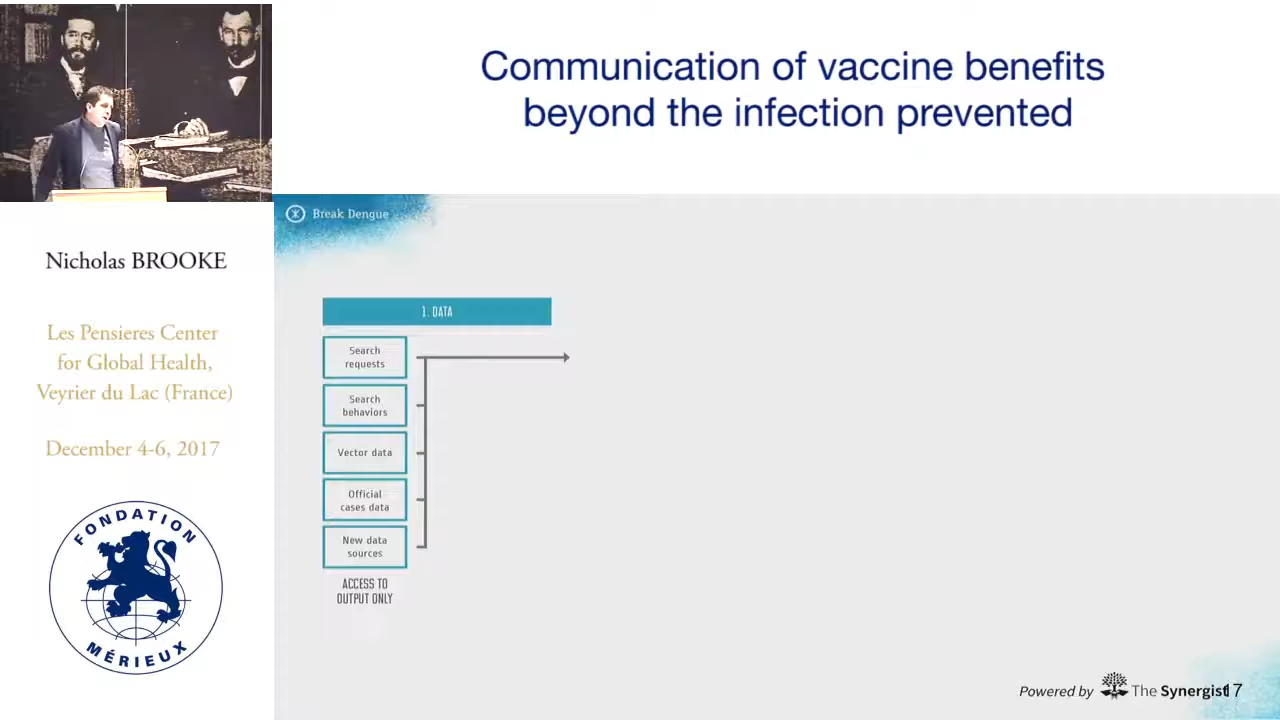 Communication of vaccine benefits
beyond the infection prevented
Nicholas BROOKE
Les Pensieres Center
for Global Health,
Veyrier du Lac (France)
December 4-6, 2017
FONDATION
MÉRIEUX
Break Dengue
1. DATA
Search
requests
Search
behaviors
Vector data
Official
cases data
New data
sources
ACCESS TO
OUTPUT ONLY
Powered by The Synergist
17